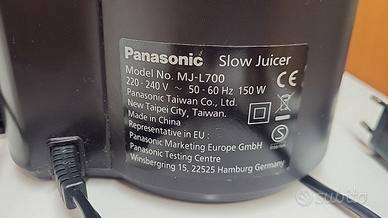 Panasonic Slow Juicer
Model No. MJ-L700
220 - 240 V ~ 50 - 60 Hz 150 W
Panasonic Taiwan Co., Ltd.
New Taipei City, Taiwan.
Made in China
Representative in EU :
Panasonic Marketing Europe GmbH
Panasonic Testing Centre
Winsbergring 15, 22525 Hamburg Germany
CE
subito